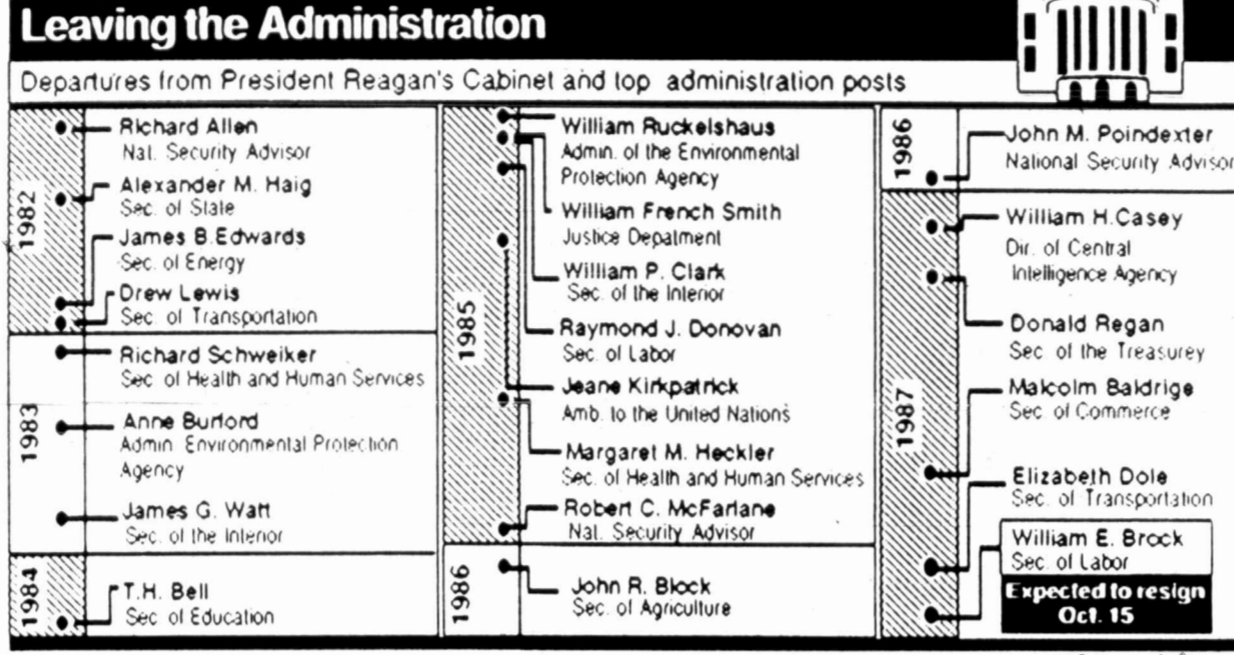 Leaving the Administration
Departures from President Reagan's Cabinet and top administration posts
1982
Richard Allen
Nat. Security Advisor
Alexander M. Haig
Sec. of State
James B.Edwards
Sec. of Energy
Drew Lewis
Sec. of Transportation
1983
Richard Schweiker
Sec. of Health and Human Services
Anne Burford
Admin. Environmental Protection
Agency
James G. Watt
Sec. of the Interior
1984
T.H. Bell
Sec. of Education
1985
William Ruckelshaus
Admin. of the Environmental
Protection Agency
William French Smith
Justice Depatment
William P. Clark
Sec. of the Interior
Raymond J. Donovan
Sec. of Labor
Jeane Kirkpatrick
Amb. to the United Nations
Margaret M. Heckler
Sec. of Health and Human Services
Robert C. McFarlane
Nat. Security Advisor
1986
John R. Block
Sec. of Agriculture
1986
John M. Poindexter
National Security Advisor
1987
William H.Casey
Dir. of Central
Intelligence Agency
Donald Regan
Sec. of the Treasurey
Malcolm Baldrige
Sec. of Commerce
Elizabeth Dole
Sec. of Transportation
William E. Brock
Sec. of Labor
Expected to resign
Oct. 15